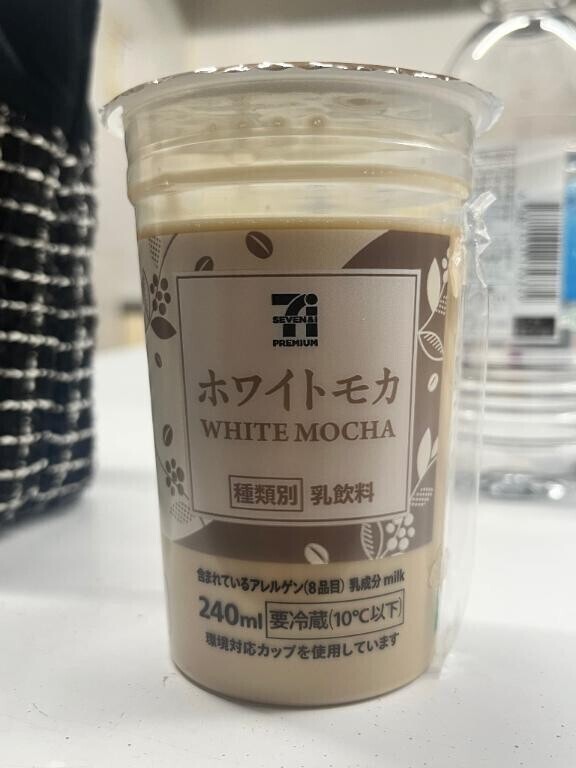 SEVEN&i
PREMIUM
ホワイトモカ
WHITE MOCHA
種類別 乳飲料
含まれているアレルゲン(8品目) 乳成分 milk
240ml 要冷蔵(10℃以下)
環境対応カップを使用しています